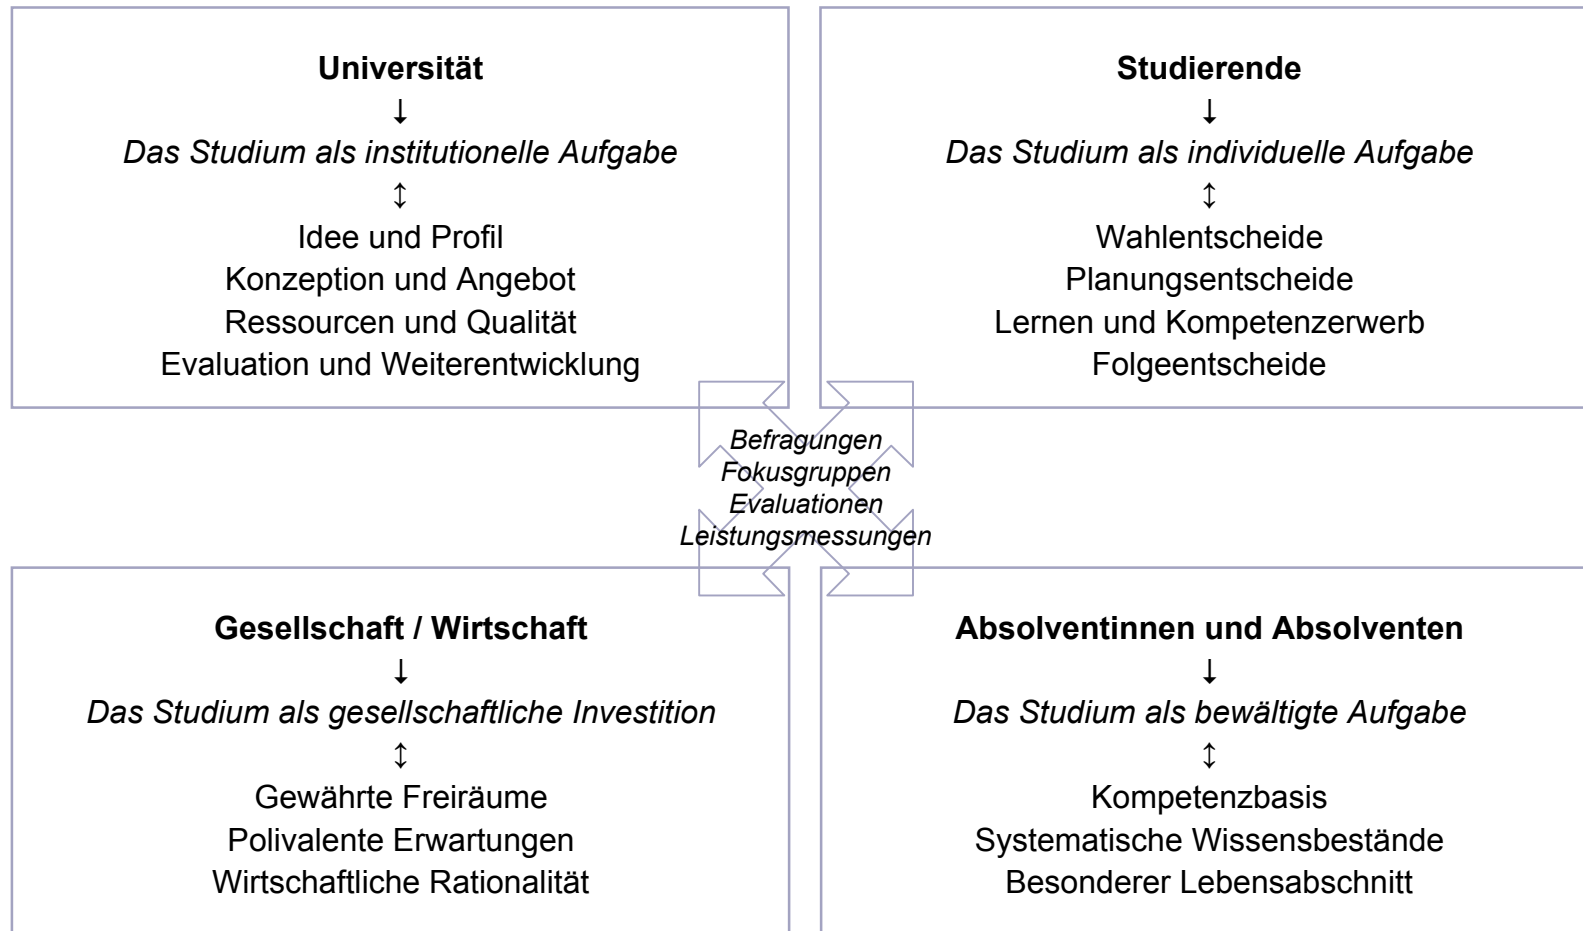 Universität
↓
Das Studium als institutionelle Aufgabe
↕
Idee und Profil
Konzeption und Angebot
Ressourcen und Qualität
Evaluation und Weiterentwicklung
Studierende
↓
Das Studium als individuelle Aufgabe
↕
Wahlentscheide
Planungsentscheide
Lernen und Kompetenzerwerb
Folgeentscheide
Befragungen
Fokusgruppen
Evaluationen
Leistungsmessungen
Gesellschaft / Wirtschaft
↓
Das Studium als gesellschaftliche Investition
↕
Gewährte Freiräume
Polivalente Erwartungen
Wirtschaftliche Rationalität
Absolventinnen und Absolventen
↓
Das Studium als bewältigte Aufgabe
↕
Kompetenzbasis
Systematische Wissensbestände
Besonderer Lebensabschnitt